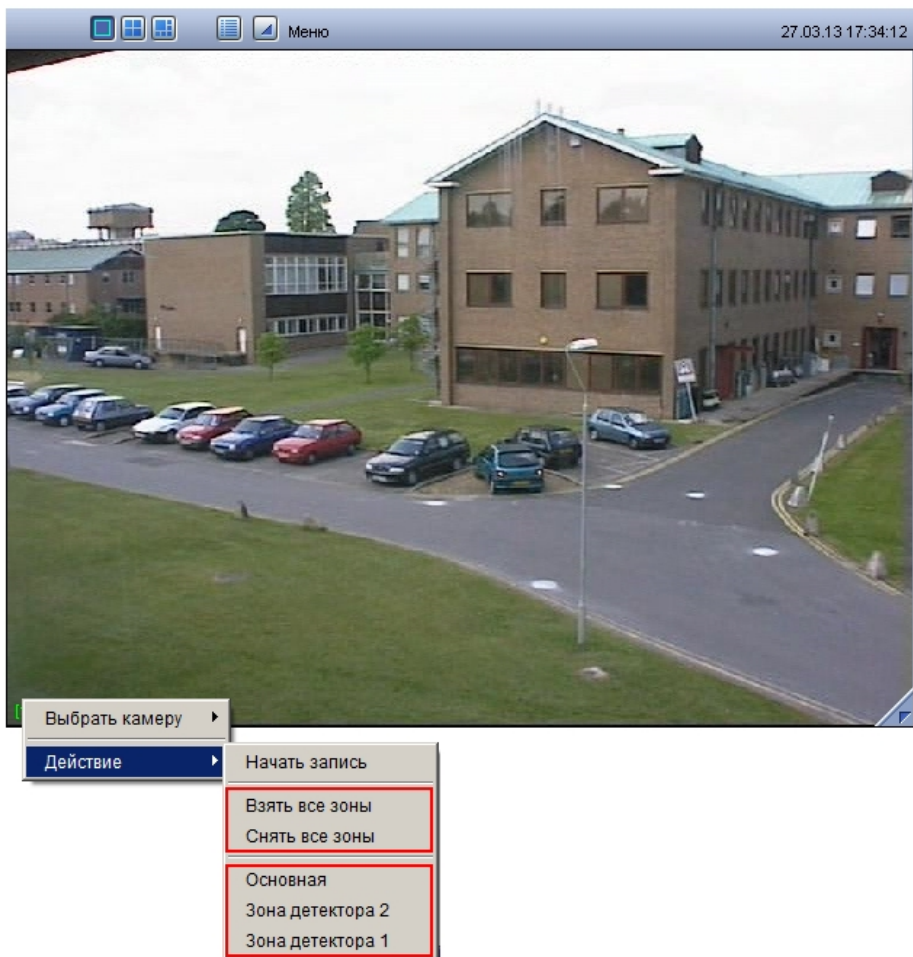 Меню
27.03.13 17:34:12
Выбрать камеру
Действие
Начать запись
Взять все зоны
Снять все зоны
Основная
Зона детектора 2
Зона детектора 1